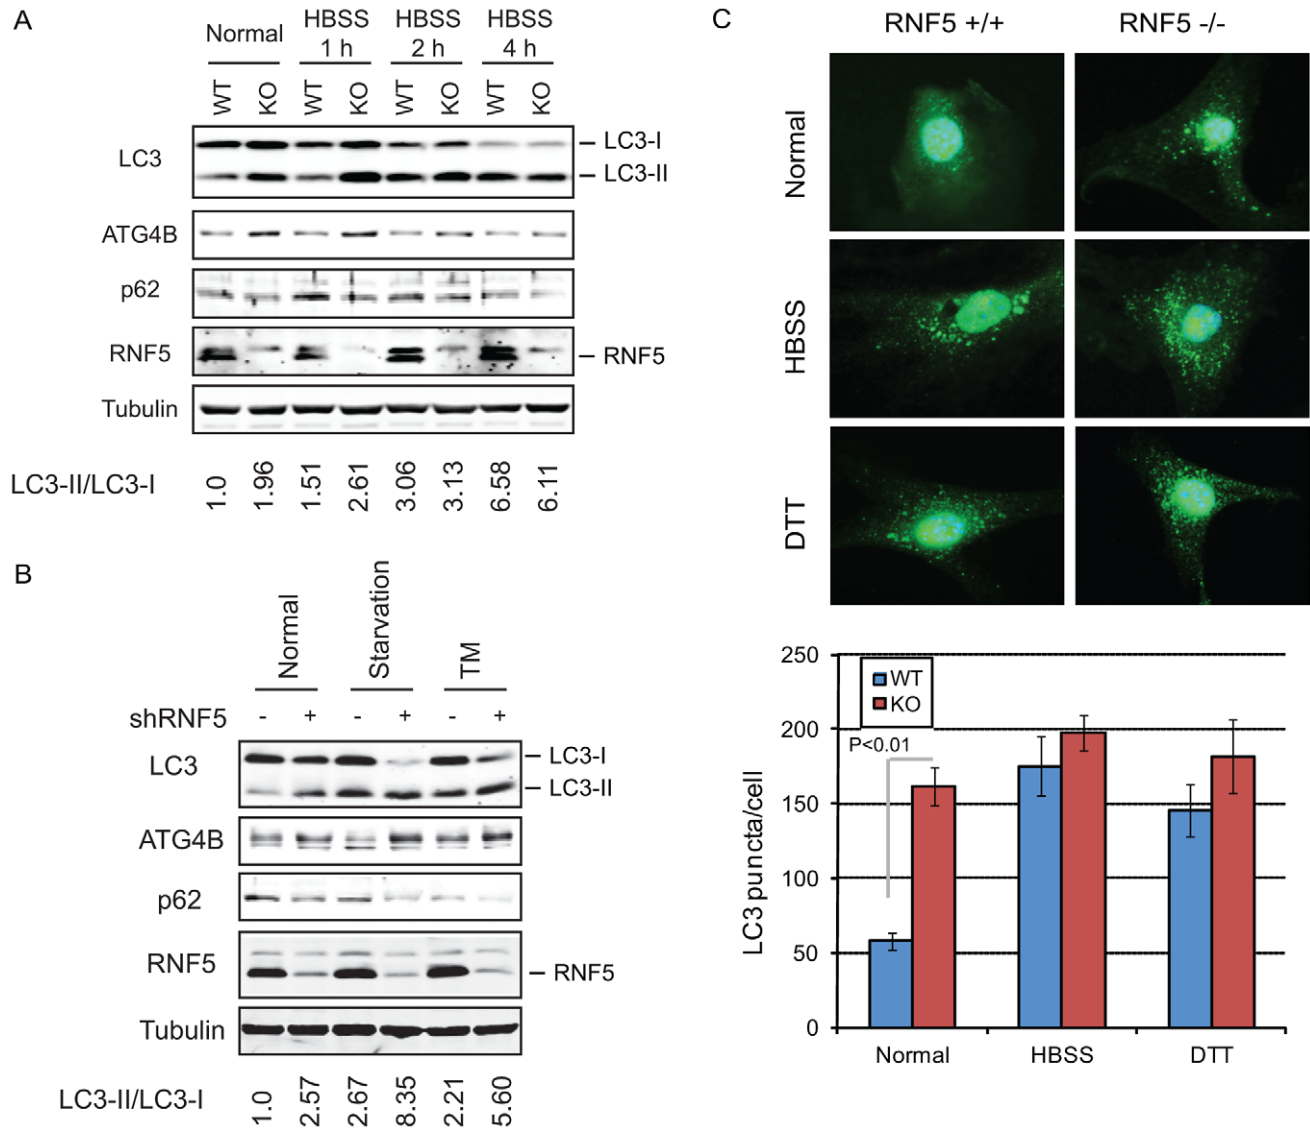 A
Normal
HBSS
1 h
HBSS
2 h
HBSS
4 h
WT KO WT KO WT KO WT KO
LC3
LC3-I
LC3-II
ATG4B
p62
RNF5
RNF5
Tubulin
LC3-II/LC3-I 1.0 1.96 1.51 2.61 3.06 3.13 6.58 6.11
B
Normal Starvation TM
shRNF5 - + - + - +
LC3
LC3-I
LC3-II
ATG4B
p62
RNF5
RNF5
Tubulin
LC3-II/LC3-I 1.0 2.57 2.67 8.35 2.21 5.60
C
RNF5 +/+ RNF5 -/-
Normal
HBSS
DTT
LC3 puncta/cell
250
200
150
100
50
0
WT
KO
P<0.01
Normal HBSS DTT